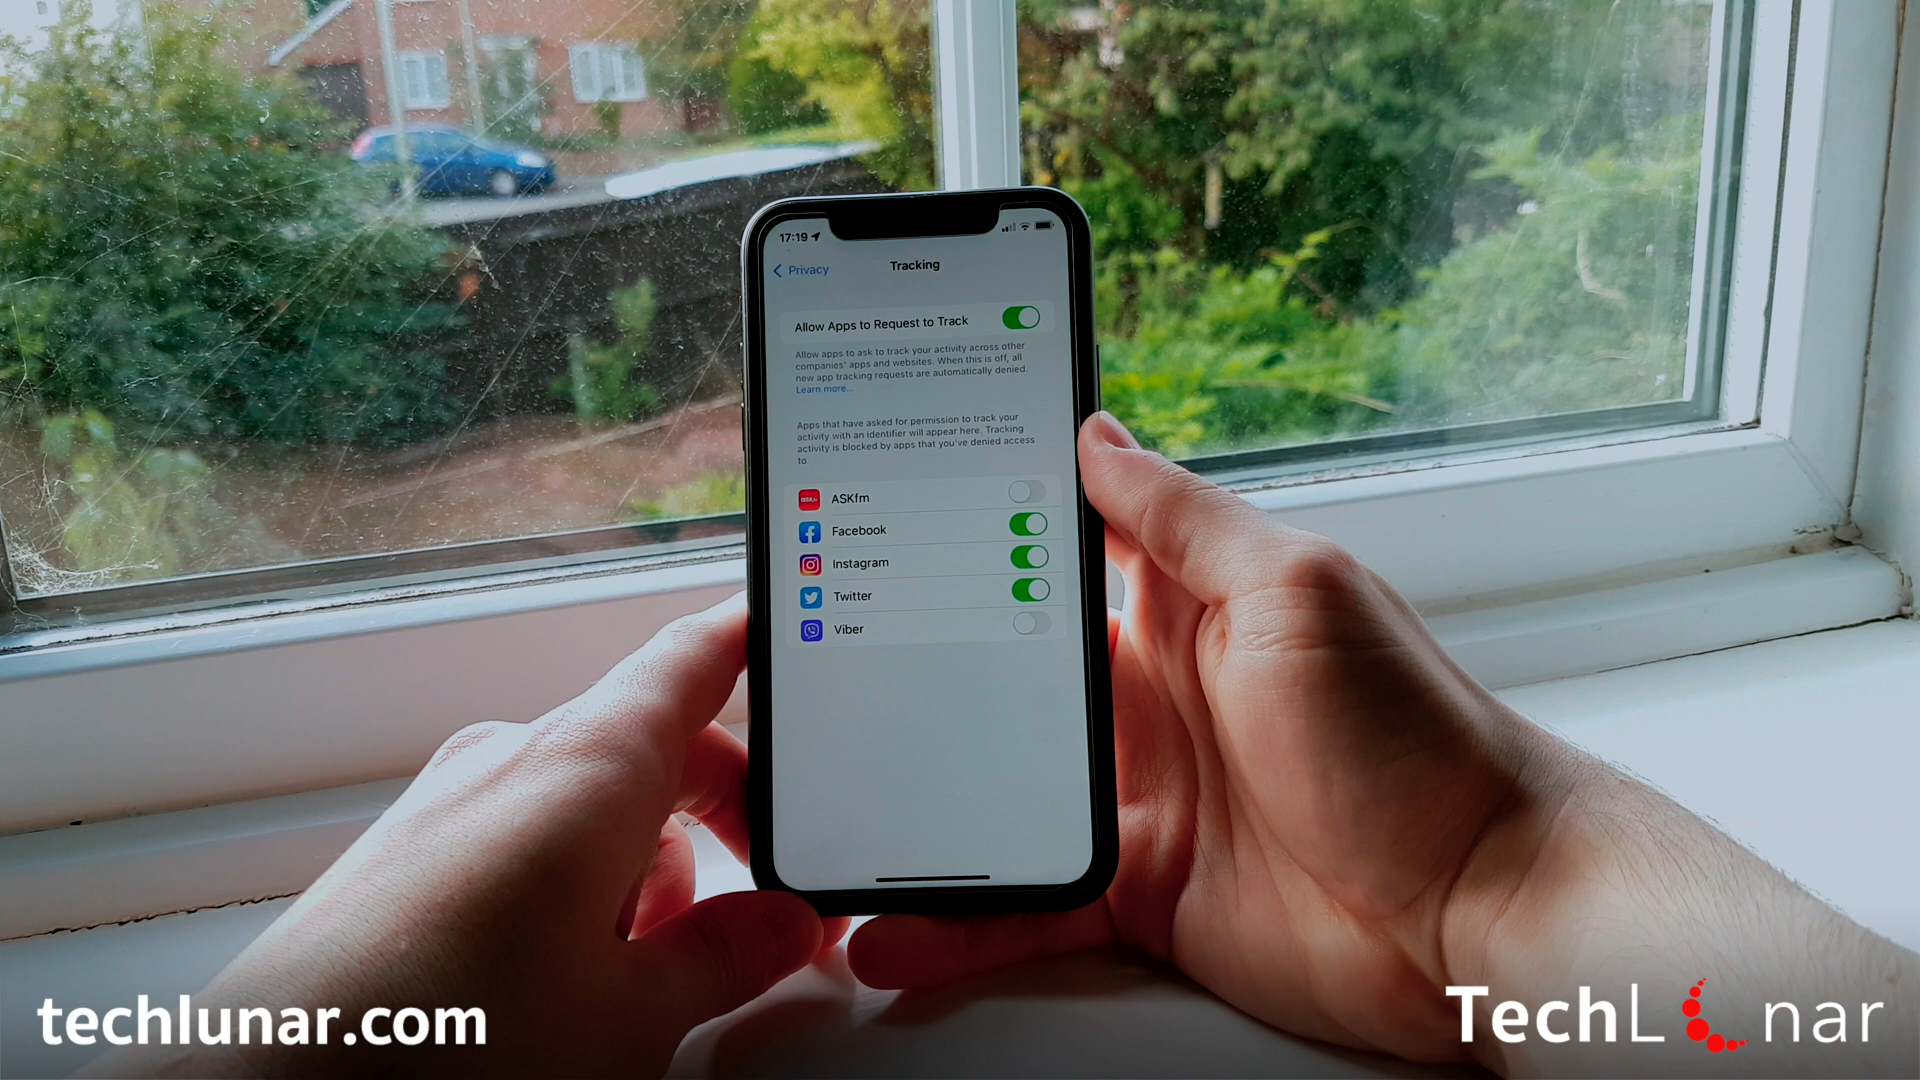 17:19
Privacy
Tracking
Allow Apps to Request to Track
Allow apps to ask to track your activity across other
companies' apps and websites. When this is off, all
new app tracking requests are automatically denied.
Learn more...
Apps that have asked for permission to track your
activity with an identifier will appear here. Tracking
activity is blocked by apps that you've denied access
to.
ASKfm
Facebook
Instagram
Twitter
Viber
techlunar.com
TechLunar